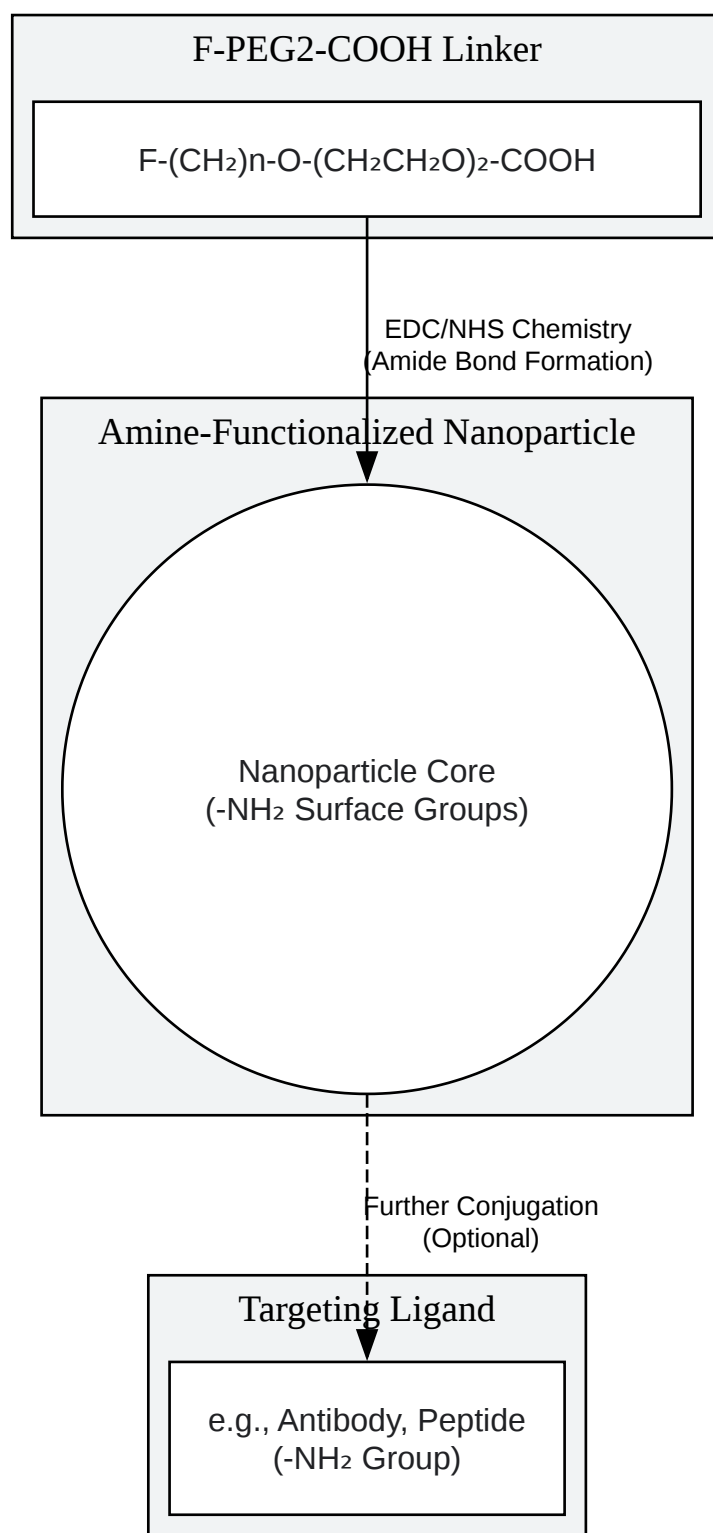 F-PEG2-COOH Linker
F-(CH₂)n-O-(CH₂CH₂O)₂-COOH
EDC/NHS Chemistry
(Amide Bond Formation)
Amine-Functionalized Nanoparticle
Nanoparticle Core
(-NH₂ Surface Groups)
Further Conjugation
(Optional)
Targeting Ligand
e.g., Antibody, Peptide
(-NH₂ Group)